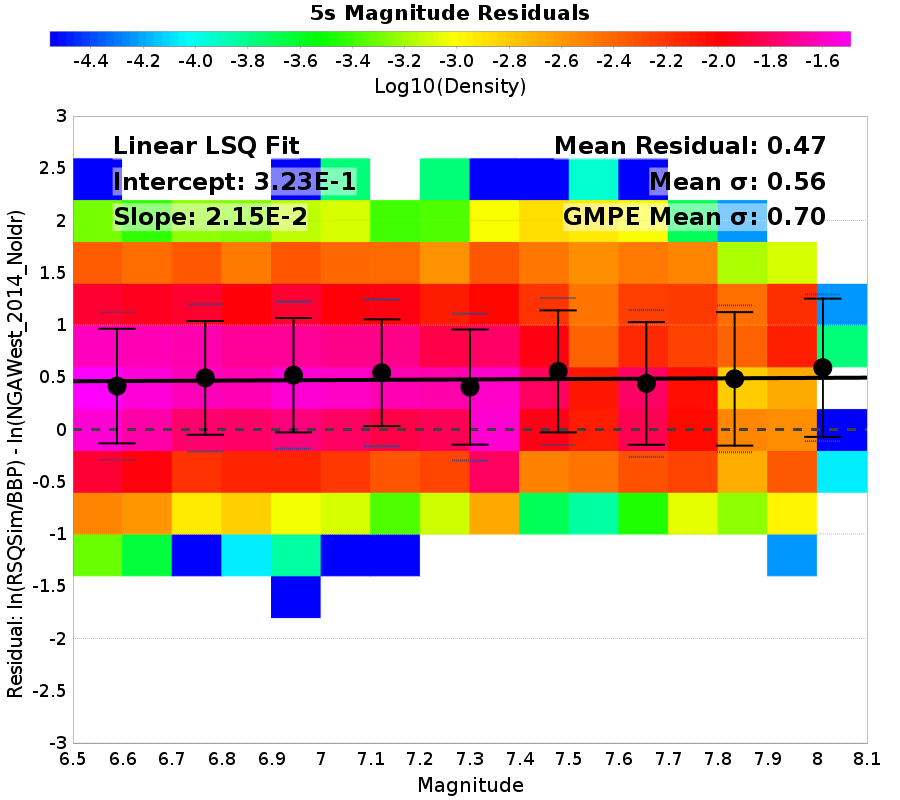 5s Magnitude Residuals
-4.4 -4.2 -4.0 -3.8 -3.6 -3.4 -3.2 -3.0 -2.8 -2.6 -2.4 -2.2 -2.0 -1.8 -1.6
Log10(Density)
Linear LSQ Fit
Intercept: 3.23E-1
Slope: 2.15E-2
Mean Residual: 0.47
Mean σ: 0.56
GMPE Mean σ: 0.70
Residual: ln(RSQSim/BBP) - ln(NGAWest_2014_NoIdr)
3
2.5
2
1.5
1
0.5
0
-0.5
-1
-1.5
-2
-2.5
-3
6.5 6.6 6.7 6.8 6.9 7 7.1 7.2 7.3 7.4 7.5 7.6 7.7 7.8 7.9 8 8.1
Magnitude